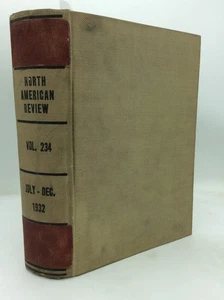 NORTH
AMERICAN
REVIEW
VOL. 234
JULY - DEC.
1932